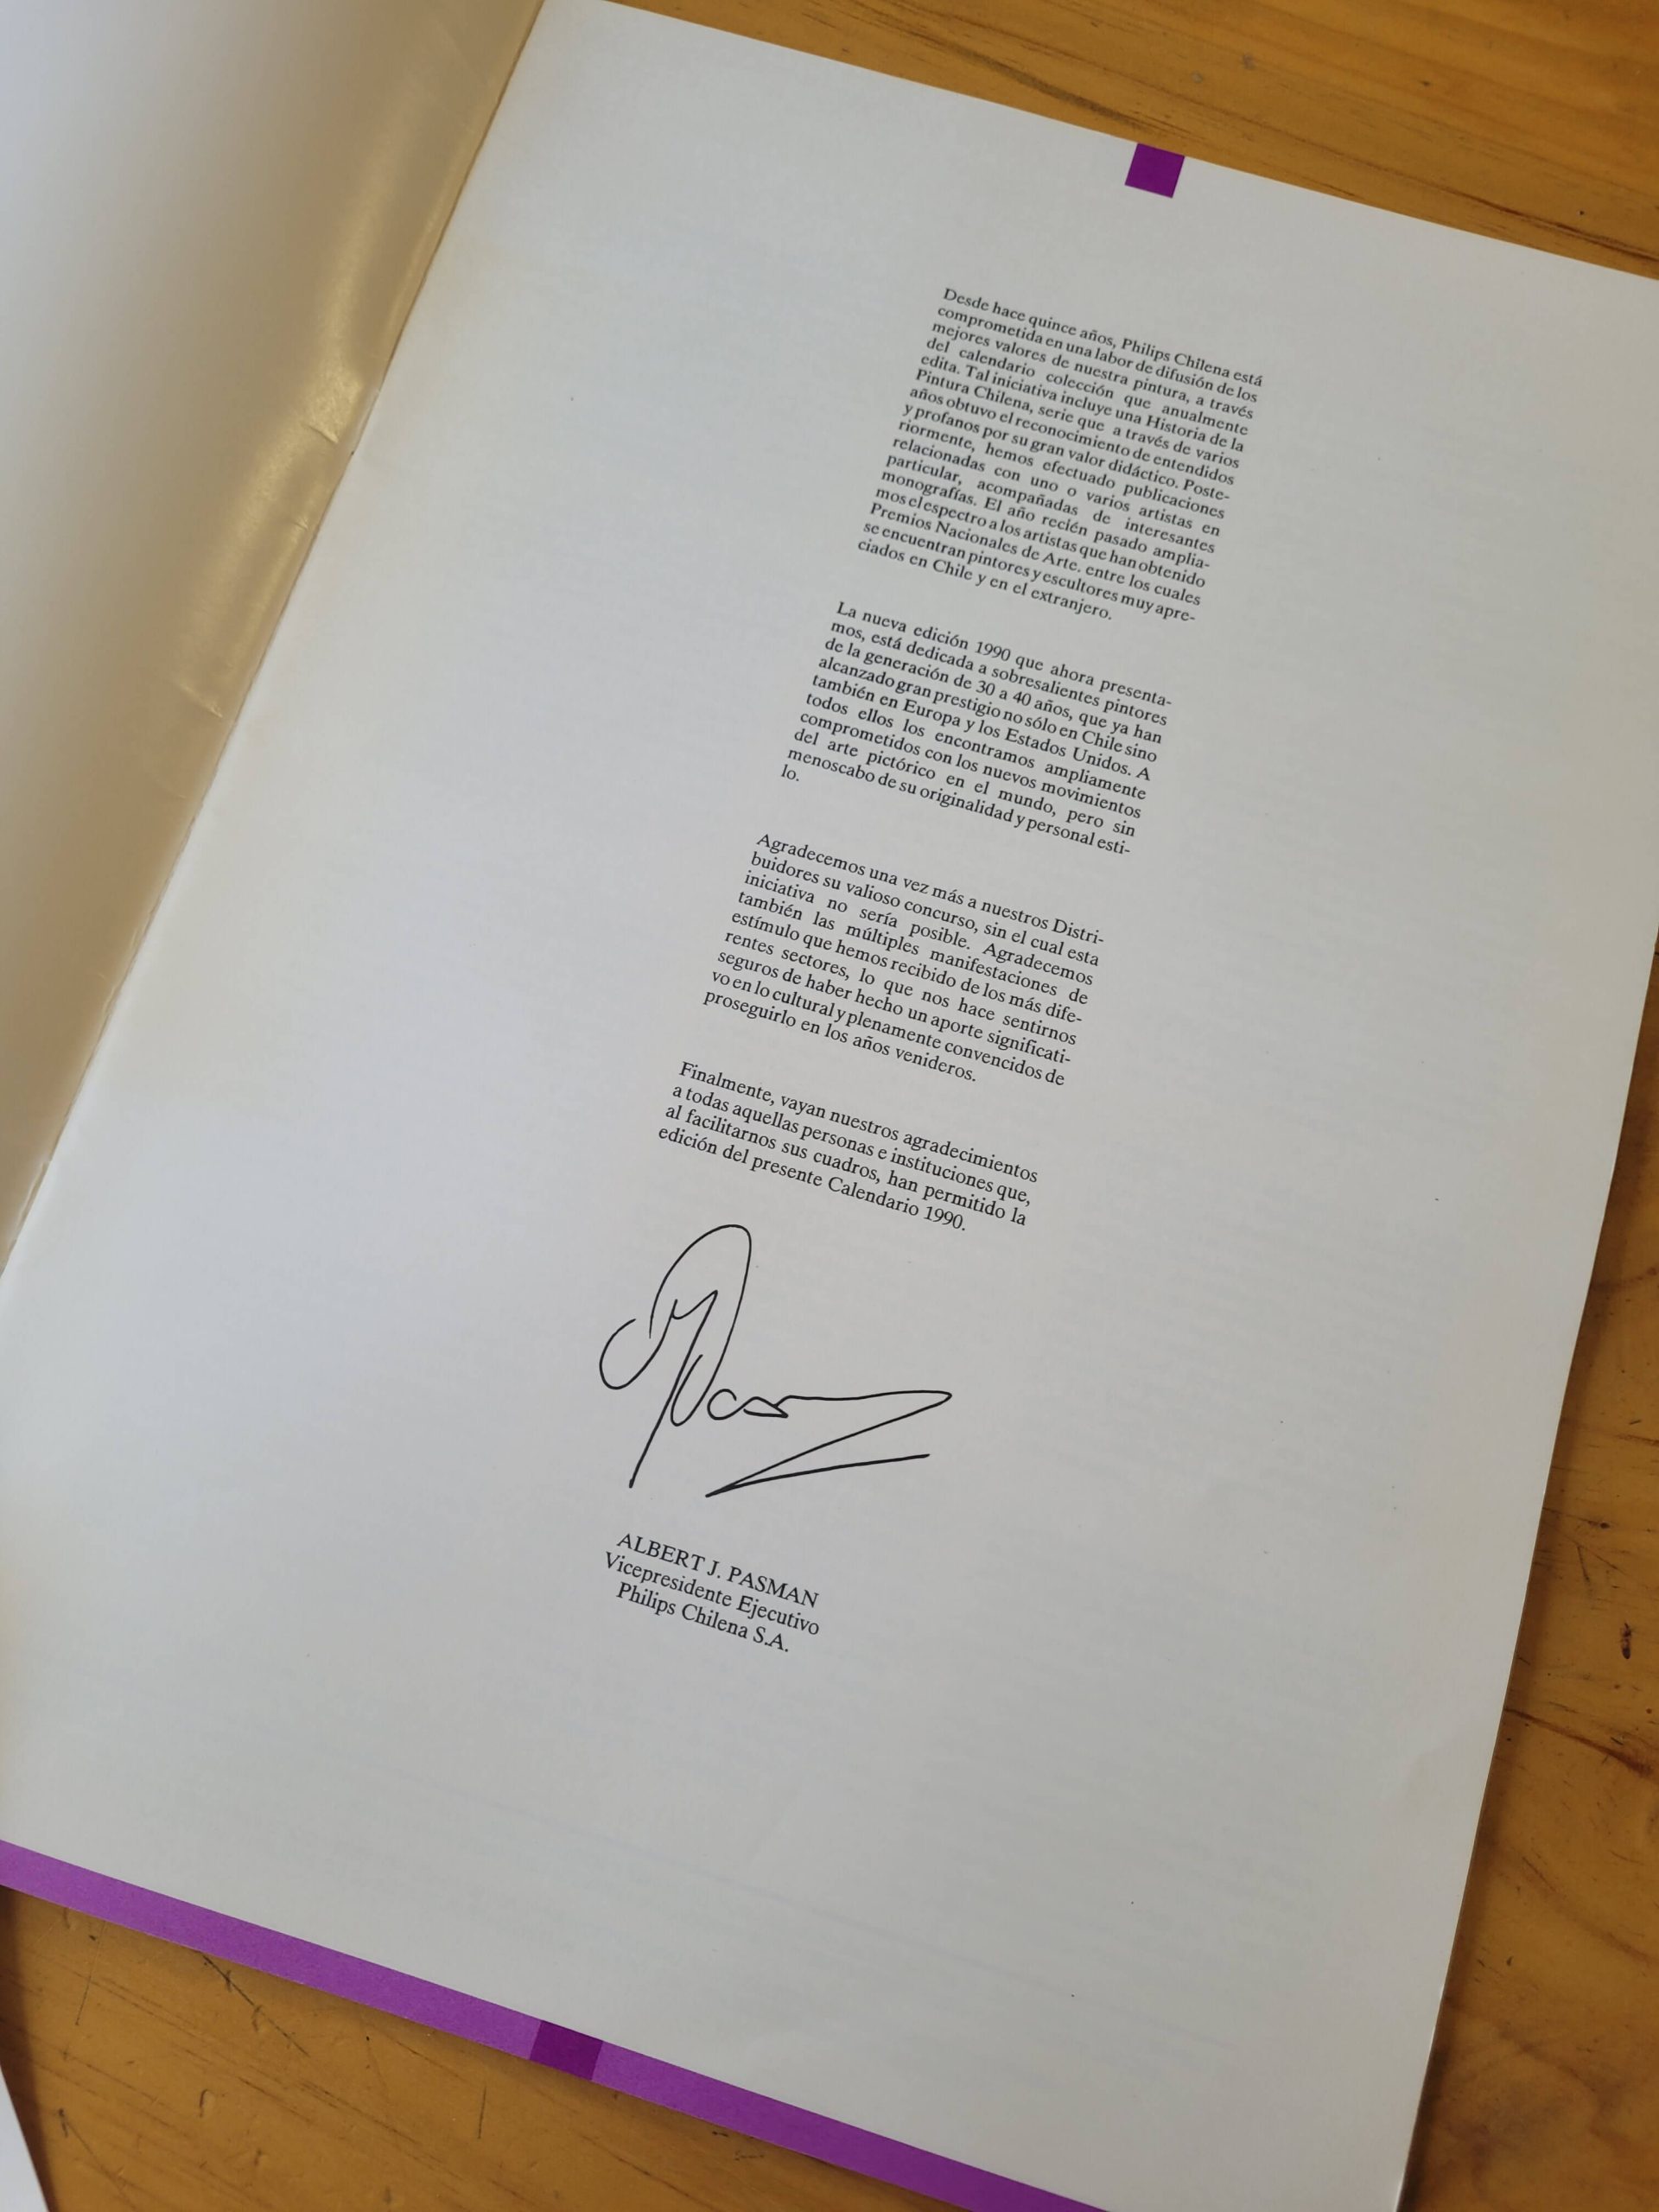 Desde hace quince años, Philips Chilena está
comprometida en una labor de difusión de los
mejores valores de nuestra pintura, a través
del calendario colección que anualmente
edita. Tal iniciativa incluye una Historia de la
Pintura Chilena, serie que a través de varios
años obtuvo el reconocimiento de entendidos
y profanos por su gran valor didáctico. Poste-
riormente, hemos efectuado publicaciones
relacionadas con uno o varios artistas en
particular, acompañadas de interesantes
monografías. El año recién pasado amplia-
mos el espectro a los artistas que han obtenido
Premios Nacionales de Arte. entre los cuales
se encuentran pintores y escultores muy apre-
ciados en Chile y en el extranjero.
La nueva edición 1990 que ahora presenta-
mos, está dedicada a sobresalientes pintores
de la generación de 30 a 40 años, que ya han
alcanzado gran prestigio no sólo en Chile sino
también en Europa y los Estados Unidos. A
todos ellos los encontramos ampliamente
comprometidos con los nuevos movimientos
del arte pictórico en el mundo, pero sin
menoscabo de su originalidad y personal esti-
lo.
Agradecemos una vez más a nuestros Distri-
buidores su valioso concurso, sin el cual esta
iniciativa no sería posible. Agradecemos
también las múltiples manifestaciones de
estímulo que hemos recibido de los más dife-
rentes sectores, lo que nos hace sentirnos
seguros de haber hecho un aporte significati-
vo en lo cultural y plenamente convencidos de
proseguirlo en los años venideros.
Finalmente, vayan nuestros agradecimientos
a todas aquellas personas e instituciones que,
al facilitarnos sus cuadros, han permitido la
edición del presente Calendario 1990.
ALBERT J. PASMAN
Vicepresidente Ejecutivo
Philips Chilena S.A.